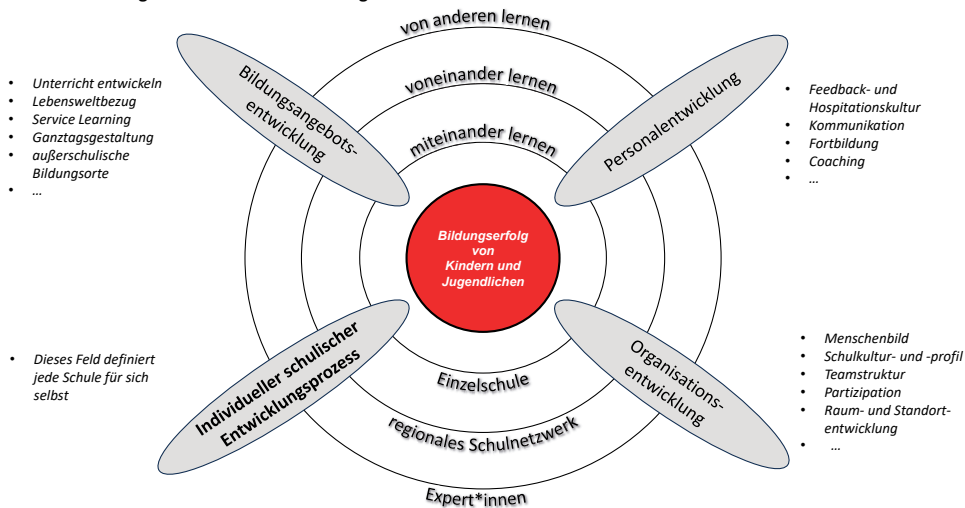 von anderen lernen
voneinander lernen
miteinander lernen
Bildungsangebots-
entwicklung
• Unterricht entwickeln
• Lebensweltbezug
• Service Learning
• Ganztagsgestaltung
• außerschulische
Bildungsorte
• ...
Personalentwicklung
• Feedback- und
Hospitationskultur
• Kommunikation
• Fortbildung
• Coaching
• ...
Bildungserfolg
von
Kindern und
Jugendlichen
Individueller schulischer
Entwicklungsprozess
• Dieses Feld definiert
jede Schule für sich
selbst
Organisations-
entwicklung
• Menschenbild
• Schulkultur- und -profil
• Teamstruktur
• Partizipation
• Raum- und Standort-
entwicklung
• ...
Einzelschule
regionales Schulnetzwerk
Expert*innen